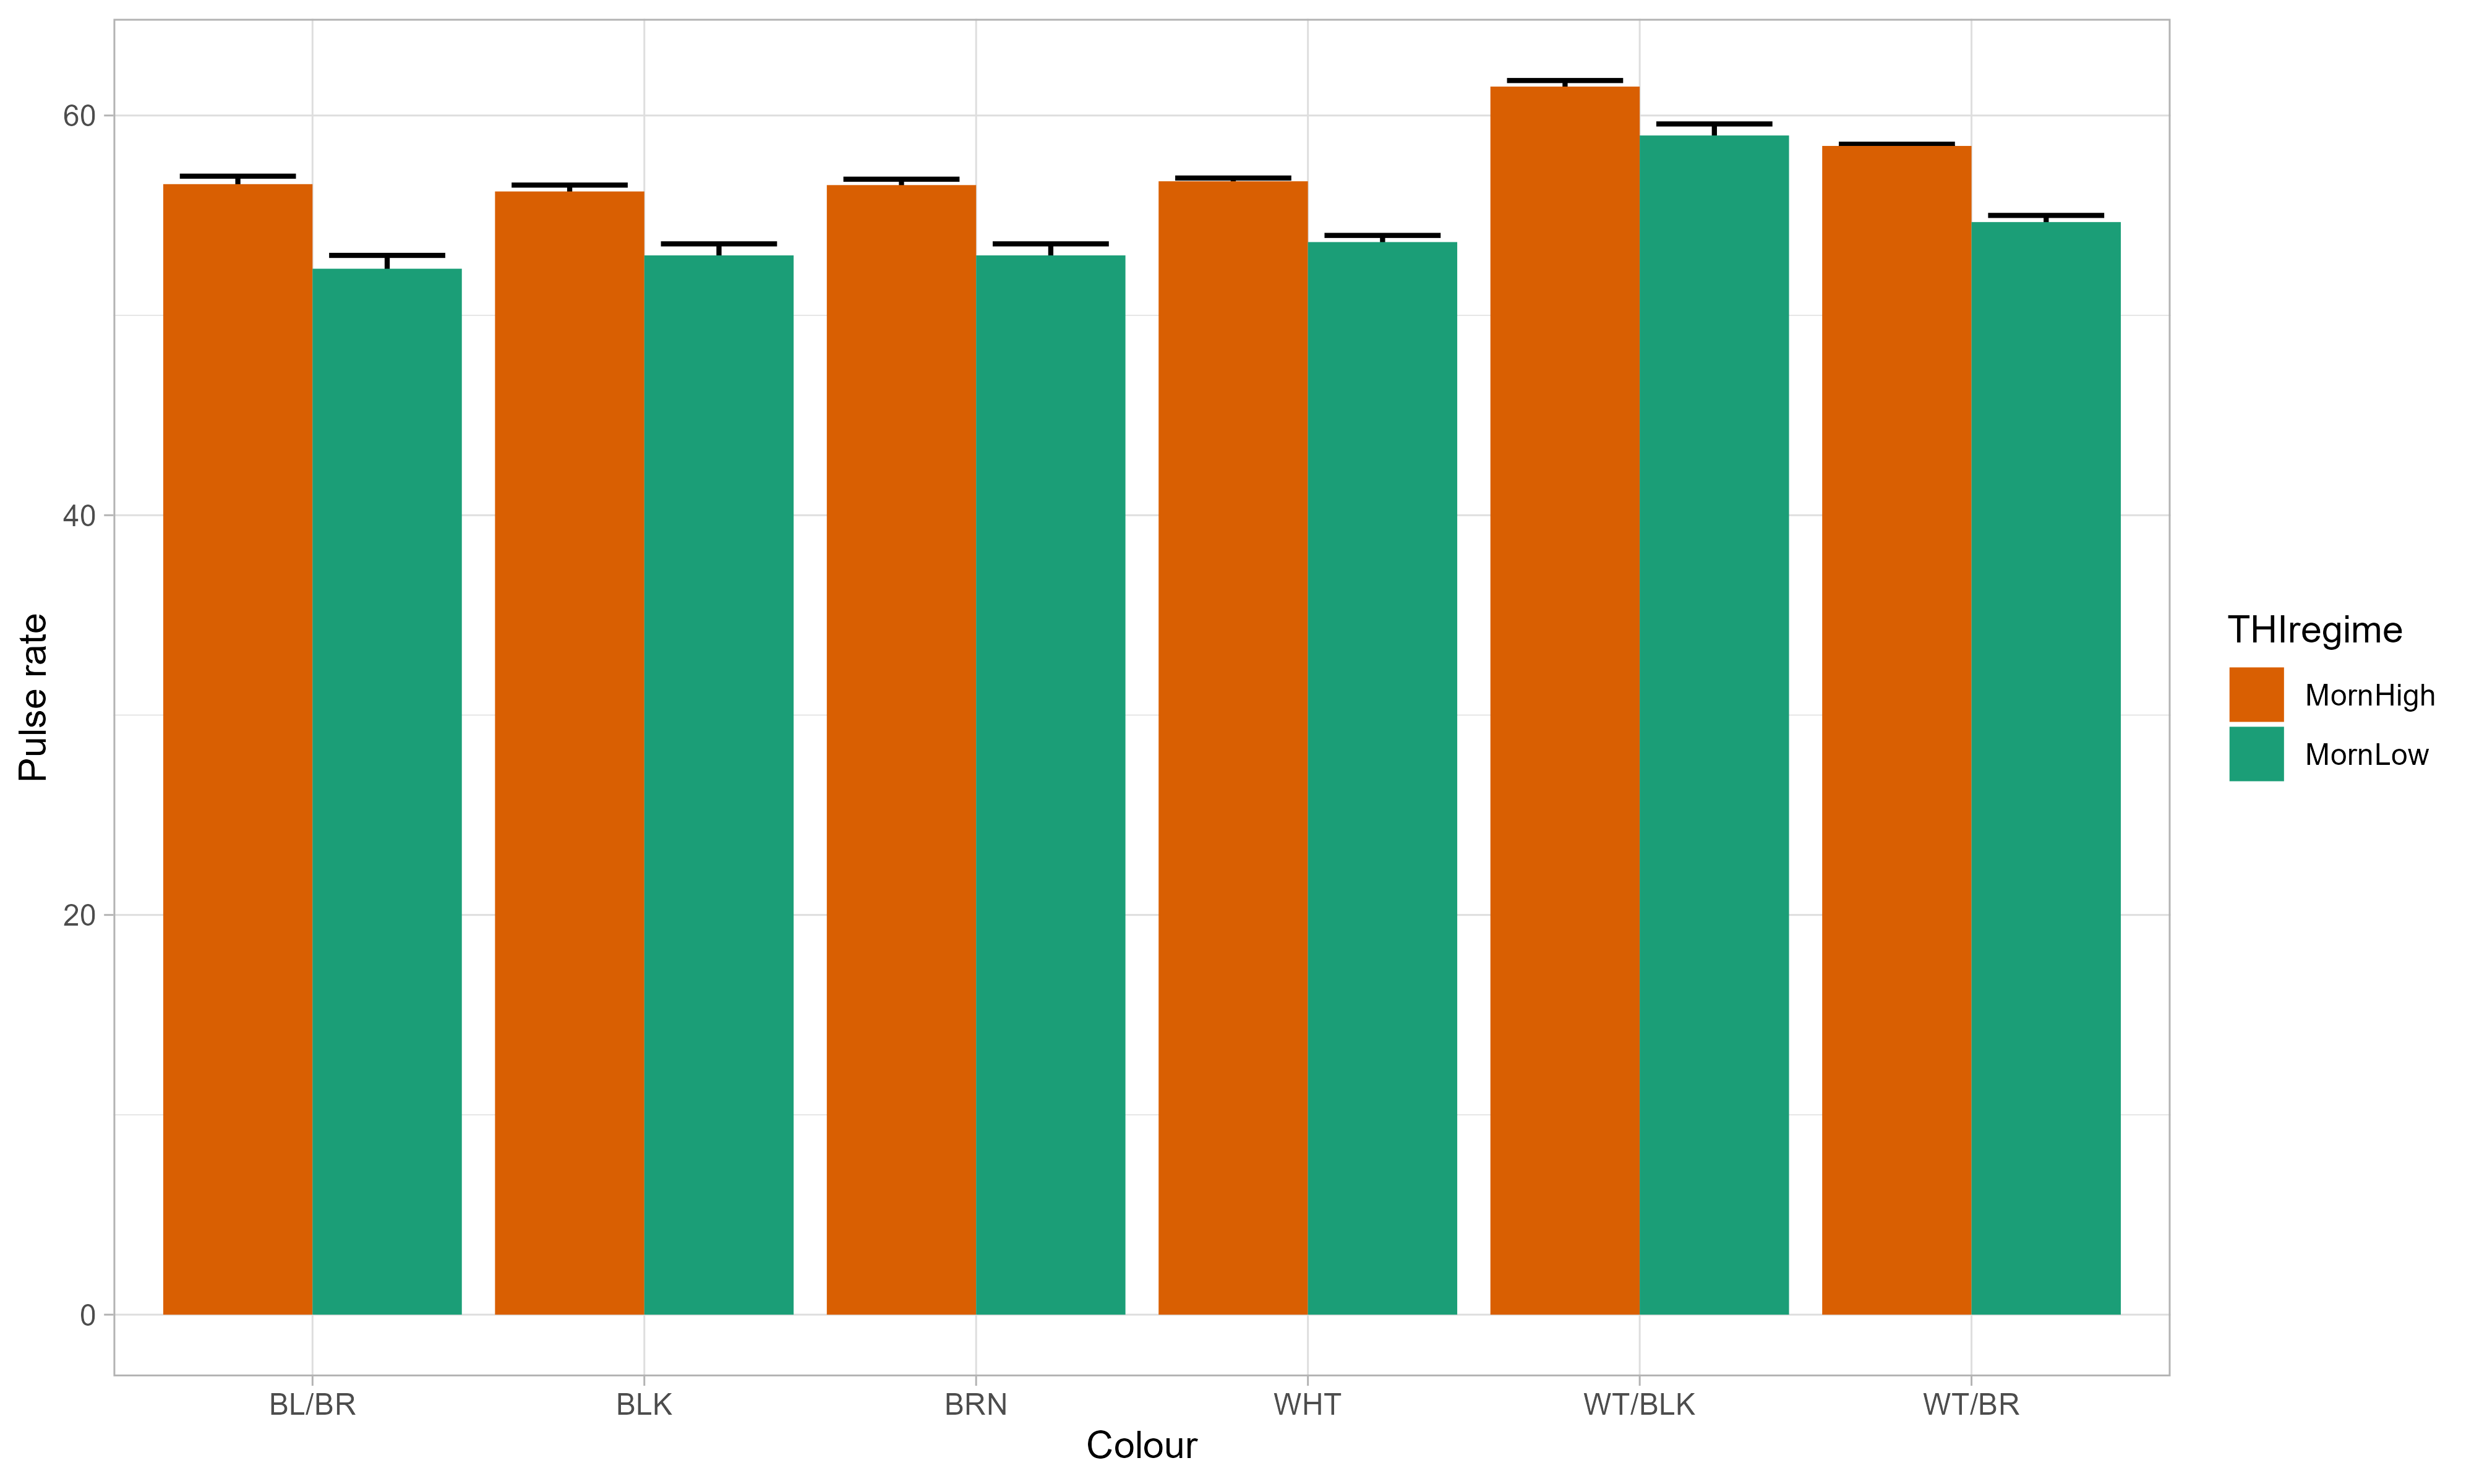 60
40
20
0
Pulse rate
BL/BR
BLK
BRN
WHT
WT/BLK
WT/BR
Colour
THIregime
MornHigh
MornLow